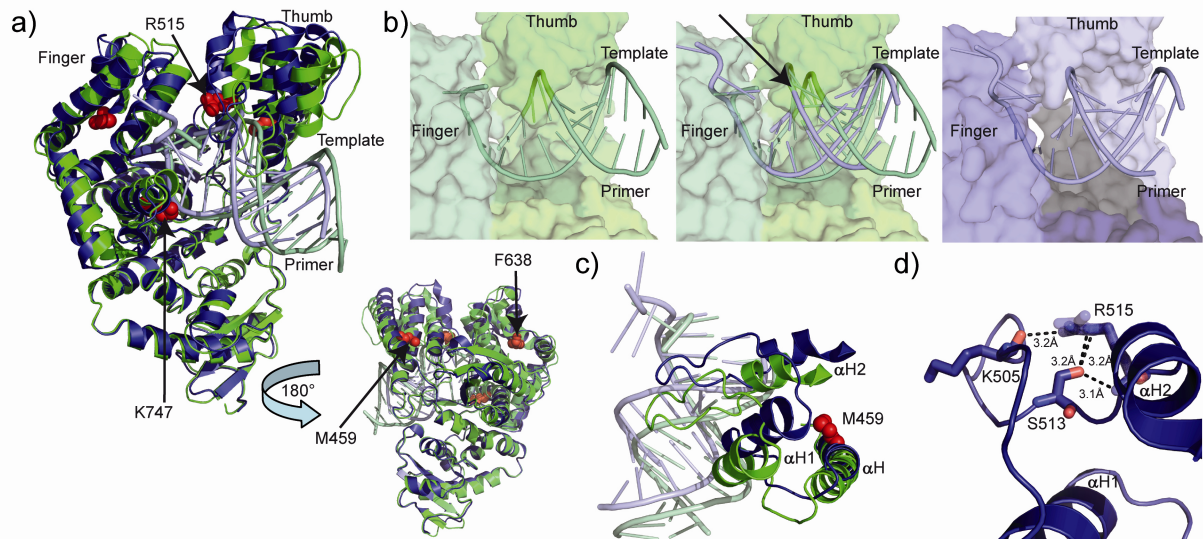 a)
R515
Thumb
Finger
Template
Primer
K747
180°
M459
F638
b)
Thumb
Template
Finger
Primer
Thumb
Template
Finger
Primer
Thumb
Template
Finger
Primer
c)
αH2
M459
αH1
αH
d)
R515
3.2Å
3.2Å
3.2Å
K505
3.1Å
αH2
S513
αH1